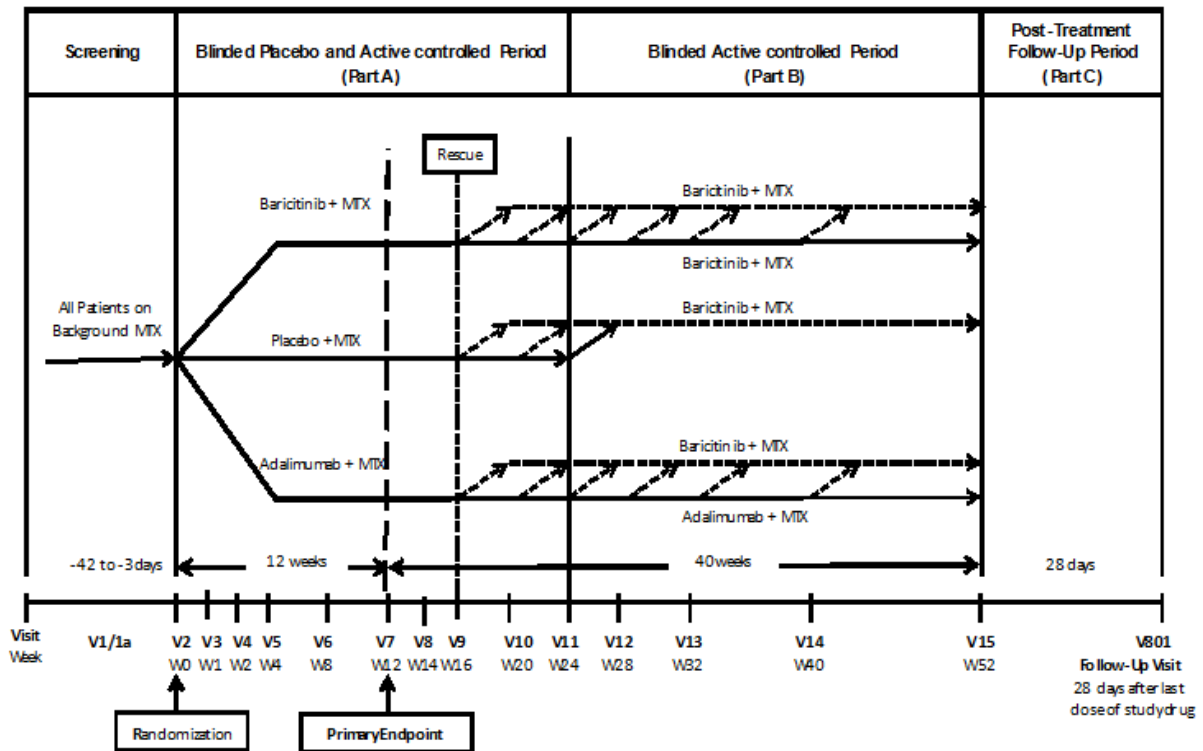 Screening
Blinded Placebo and Active controlled Period
(Part A)
Blinded Active controlled Period
(Part B)
Post-Treatment
Follow-Up Period
(Part C)
Rescue
Baricitinib + MTX
Baricitinib + MTX
Baricitinib + MTX
All Patients on
Background MTX
Baricitinib + MTX
Placebo + MTX
Baricitinib + MTX
Adalimumab + MTX
Adalimumab + MTX
-42 to -3 days
12 weeks
40 weeks
28 days
Visit
Week
V1/1a
V2
W0
V3
W1
V4
W2
V5
W4
V6
W8
V7
W12
V8
W14
V9
W16
V10
W20
V11
W24
V12
W28
V13
W32
V14
W40
V15
W52
V801
Follow-Up Visit
28 days after last
dose of study drug
Randomization
Primary Endpoint